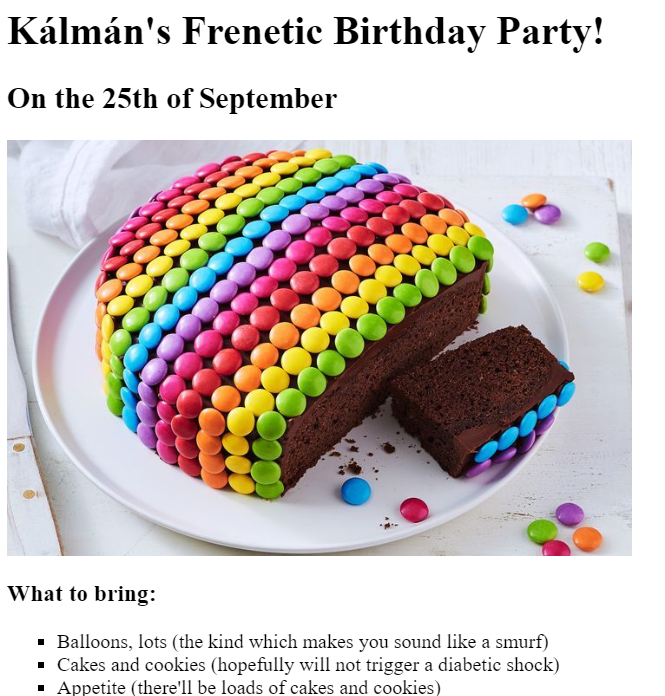 Kálmán's Frenetic Birthday Party!
On the 25th of September
What to bring:
Balloons, lots (the kind which makes you sound like a smurf)
Cakes and cookies (hopefully will not trigger a diabetic shock)
Appetite (there'll be loads of cakes and cookies)